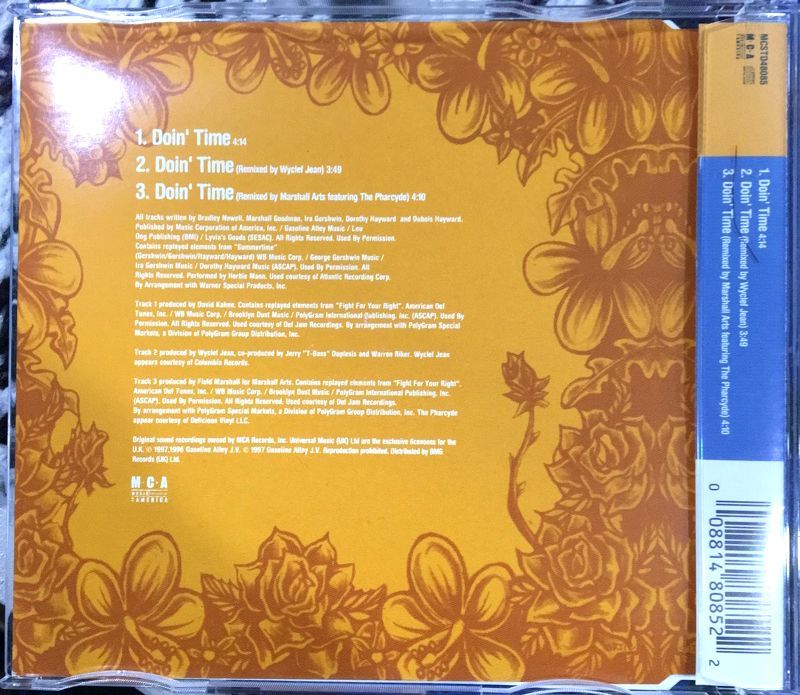 1. Doin' Time 4:14
2. Doin' Time (Remixed by Wyclef Jean) 3:49
3. Doin' Time (Remixed by Marshall Arts featuring The Pharcyde) 4:10
All tracks written by Bradley Nowell, Marshall Goodman, Ira Gershwin, Dorothy Hayward and Dubois Hayward.
Published by Music Corporation of America, Inc. / Gasoline Alley Music / Lou
Dog Publishing (BMI) / Lyvia's Goods (SESAC). All Rights Reserved. Used By Permission.
Contains replayed elements from "Summertime"
(Gershwin/Gershwin/Hayward/Hayward) WB Music Corp. / George Gershwin Music /
Ira Gershwin Music / Dorothy Hayward Music (ASCAP). Used By Permission. All
Rights Reserved. Performed by Herbie Mann. Used courtesy of Atlantic Recording Corp.
By Arrangement with Warner Special Products, Inc.
Track 1 produced by David Kahne. Contains replayed elements from "Fight For Your Right". American Def
Tunes, Inc. / WB Music Corp. / Brooklyn Dust Music / PolyGram International Publishing, Inc. (ASCAP). Used By
Permission. All Rights Reserved. Used courtesy of Def Jam Recordings. By arrangement with PolyGram Special
Markets, a Division of PolyGram Group Distribution, Inc.
Track 2 produced by Wyclef Jean, co-produced by Jerry "T-Bass" Duplesis and Warren Riker. Wyclef Jean
appears courtesy of Columbia Records.
Track 3 produced by Field Marshall for Marshall Arts. Contains replayed elements from "Fight For Your Right".
American Def Tunes, Inc. / WB Music Corp. / Brooklyn Dust Music / PolyGram International Publishing, Inc.
(ASCAP). Used By Permission. All Rights Reserved. Used courtesy of Def Jam Recordings.
By arrangement with PolyGram Special Markets, a Division of PolyGram Group Distribution, Inc. The Pharcyde
appear courtesy of Delicious Vinyl LLC.
Original sound recordings owned by MCA Records, Inc. Universal Music (UK) Ltd are the exclusive licensees for the
U.K. ℗ 1997,1996 Gasoline Alley J.V. © 1997 Gasoline Alley J.V. Reproduction prohibited. Distributed by BMG
Records (UK) Ltd.
M·C·A
AMERICA
MCSTD48085
M·C·A
1. Doin' Time 4:14
2. Doin' Time (Remixed by Wyclef Jean) 3:49
3. Doin' Time (Remixed by Marshall Arts featuring The Pharcyde) 4:10
0 08814 80852 2